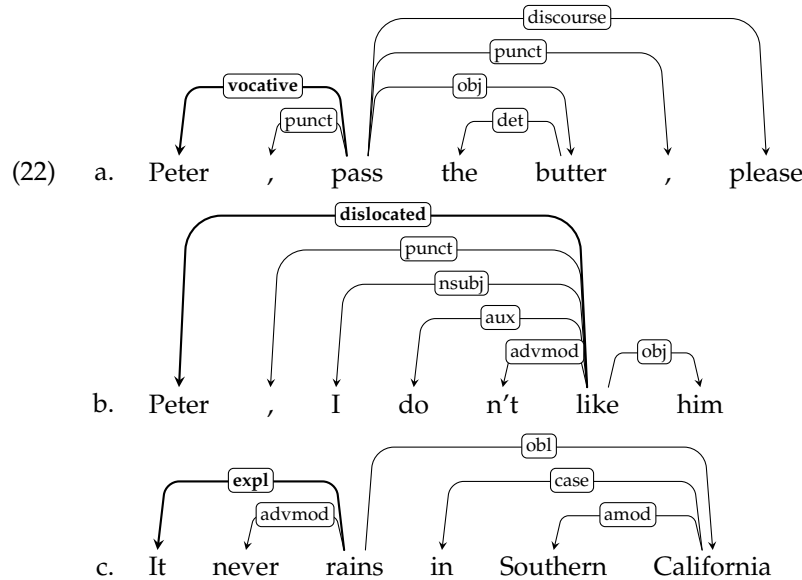 discourse
punct
vocative obj
punct det
(22) a. Peter , pass the butter , please
dislocated
punct
nsubj
aux
advmod obj
b. Peter , I do n't like him
obl
expl case
advmod amod
c. It never rains in Southern California